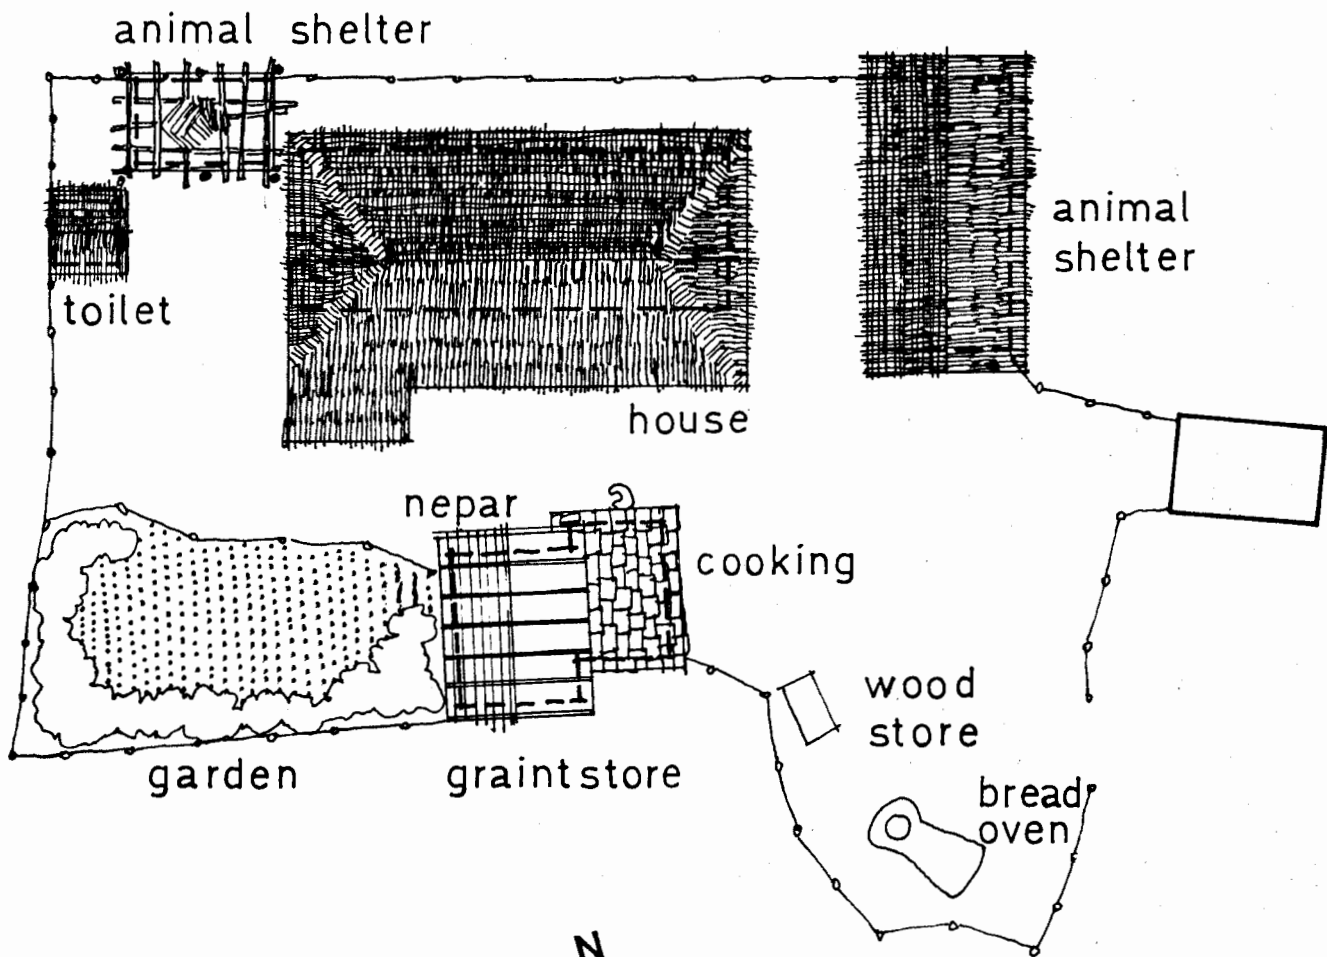 animal shelter
animal
shelter
toilet
house
nepar
cooking
wood
store
garden
graintstore
bread
oven
N